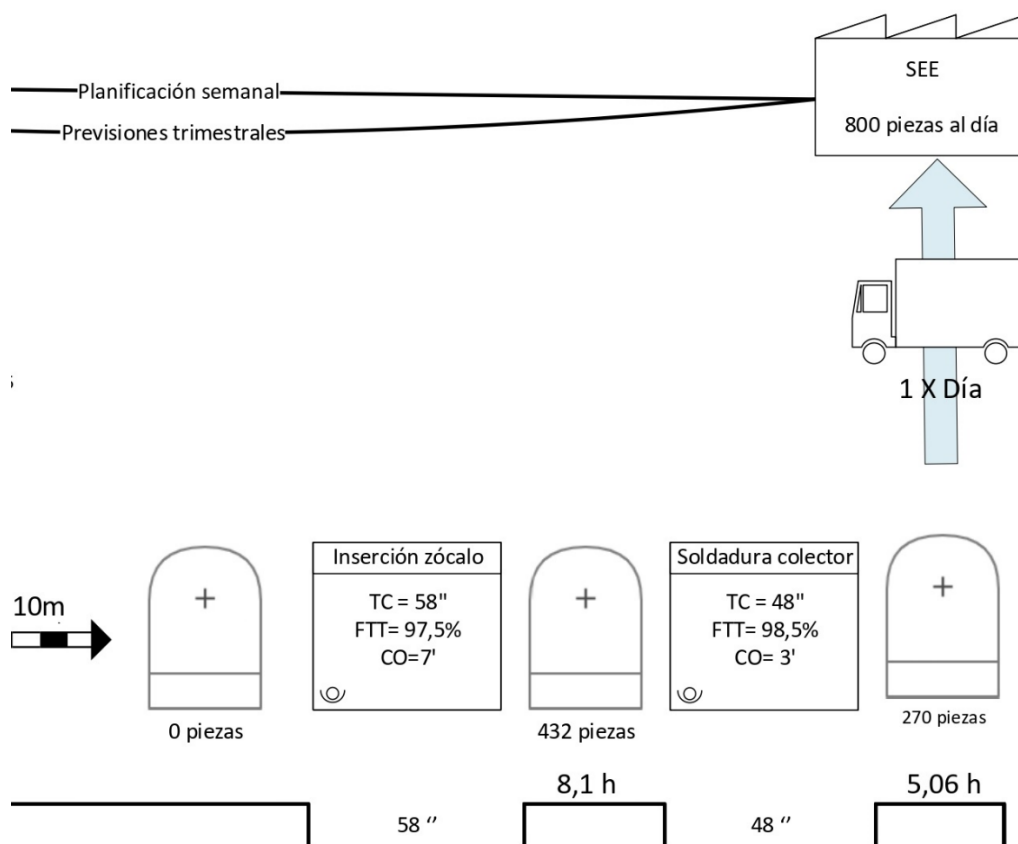 SEE
Planificación semanal
800 piezas al día
Previsiones trimestrales
1 X Día
10m
Inserción zócalo
TC = 58"
FTT= 97,5%
CO=7'
Soldadura colector
TC = 48"
FTT= 98,5%
CO= 3'
0 piezas
432 piezas
270 piezas
8,1 h
5,06 h
58 ‘’
48 ‘’